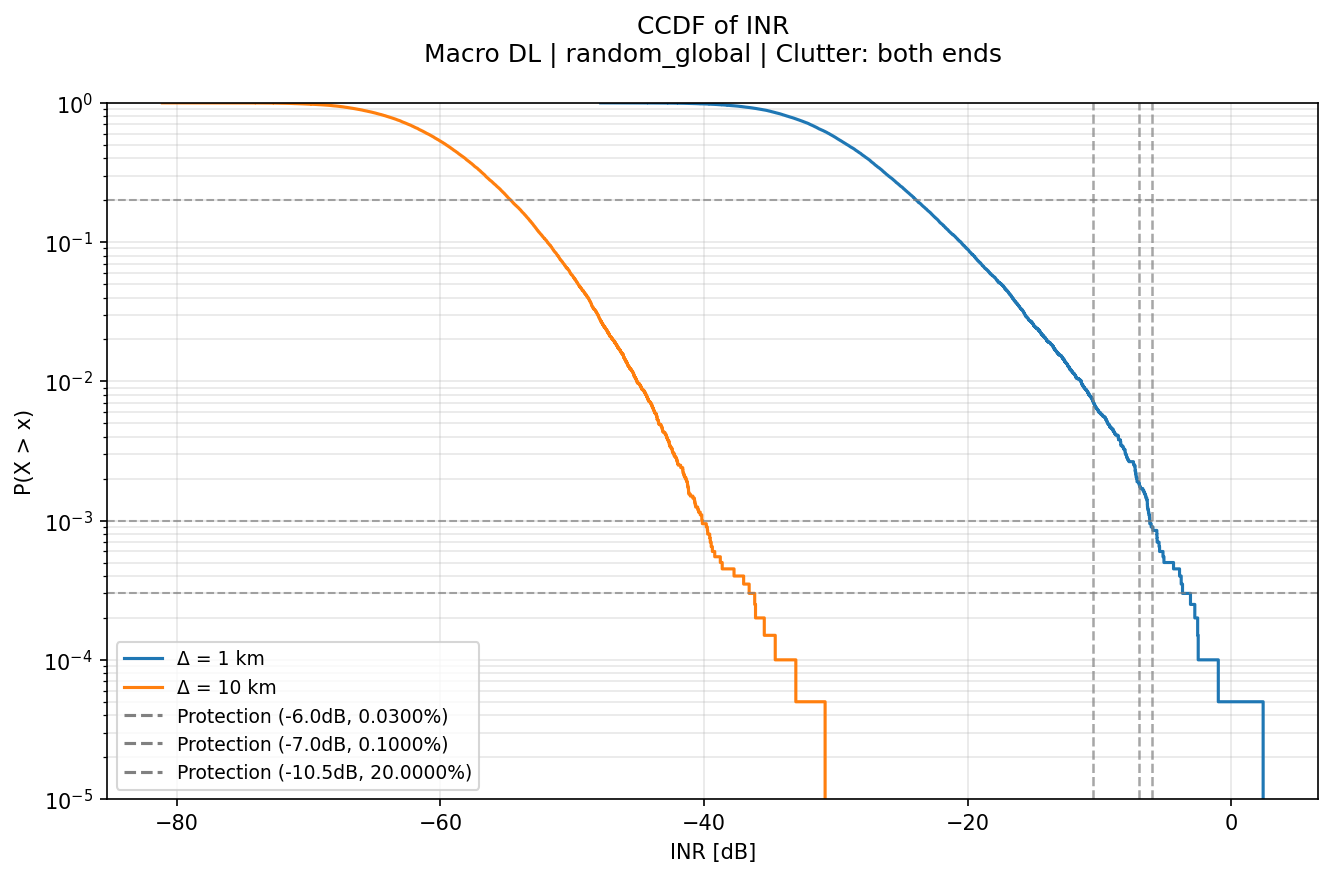 CCDF of INR
Macro DL | random_global | Clutter: both ends
P(X > x)
10⁰
10⁻¹
10⁻²
10⁻³
10⁻⁴
10⁻⁵
Δ = 1 km
Δ = 10 km
Protection (-6.0dB, 0.0300%)
Protection (-7.0dB, 0.1000%)
Protection (-10.5dB, 20.0000%)
−80 −60 −40 −20 0
INR [dB]